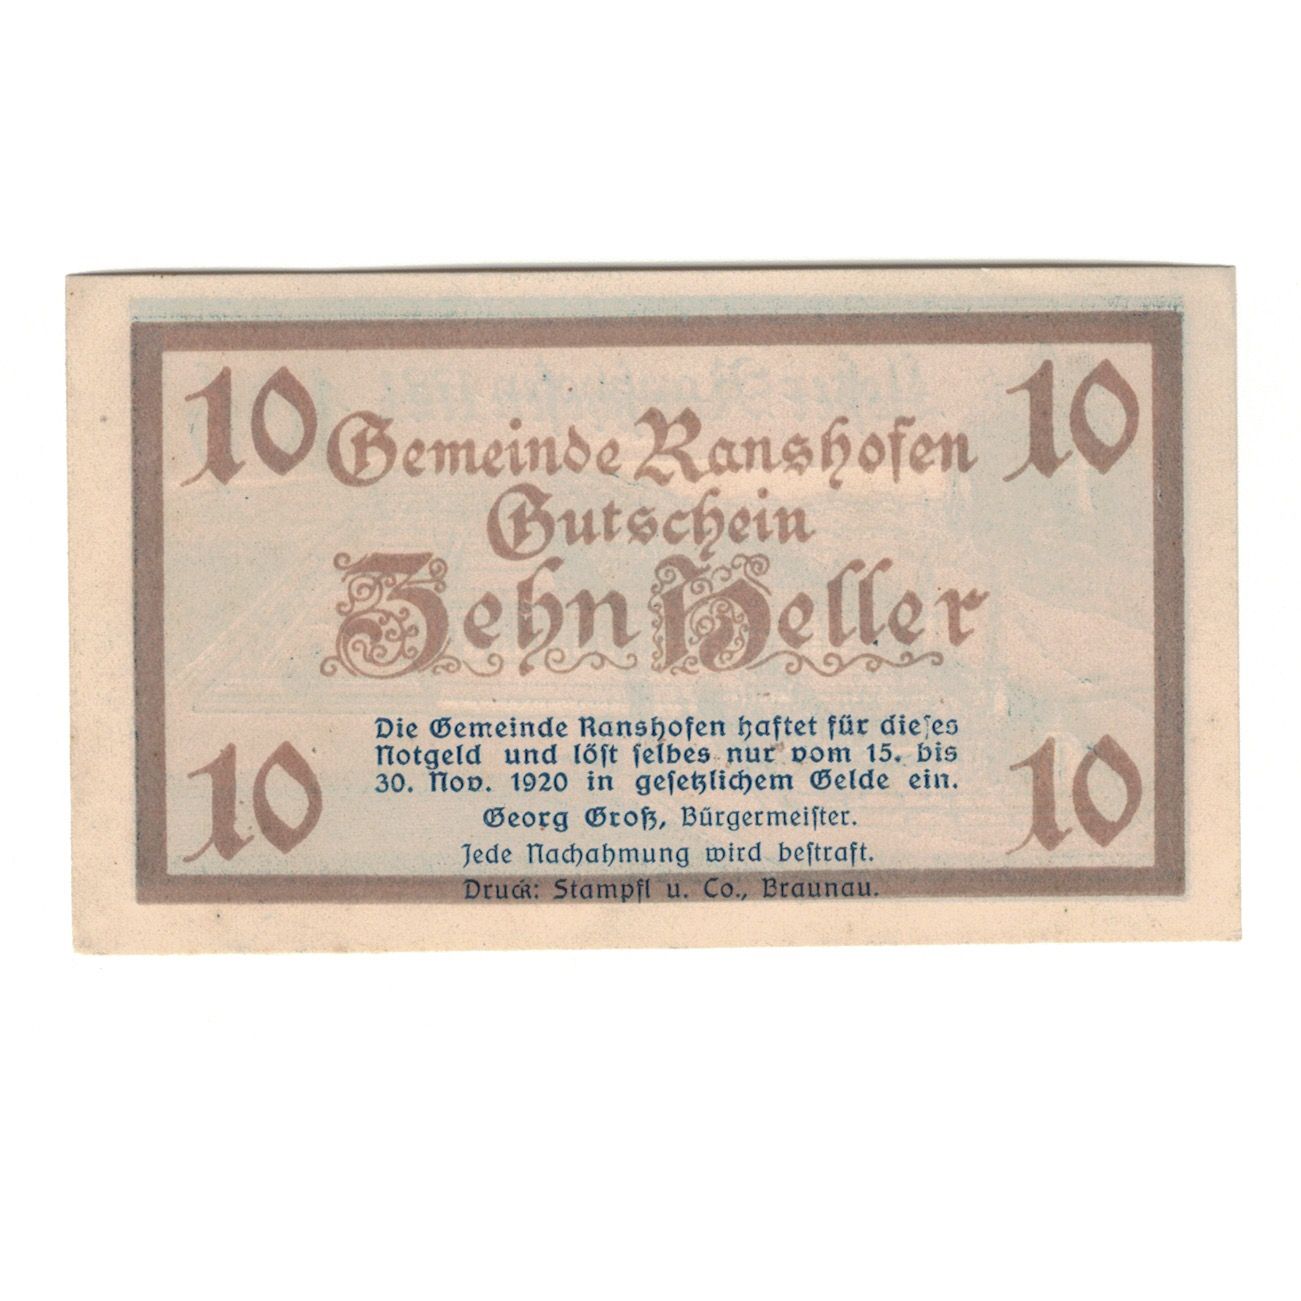 10 Gemeinde Ranshofen 10
Gutschein
Zehn Heller
Die Gemeinde Ranshofen haftet für dieſes
Notgeld und löſt ſelbes nur vom 15. bis
30. Nov. 1920 in geſetzlichem Gelde ein.
10 10
Georg Groß, Bürgermeiſter.
Jede Nachahmung wird beſtraft.
Druck: Stampfl u. Co., Braunau.